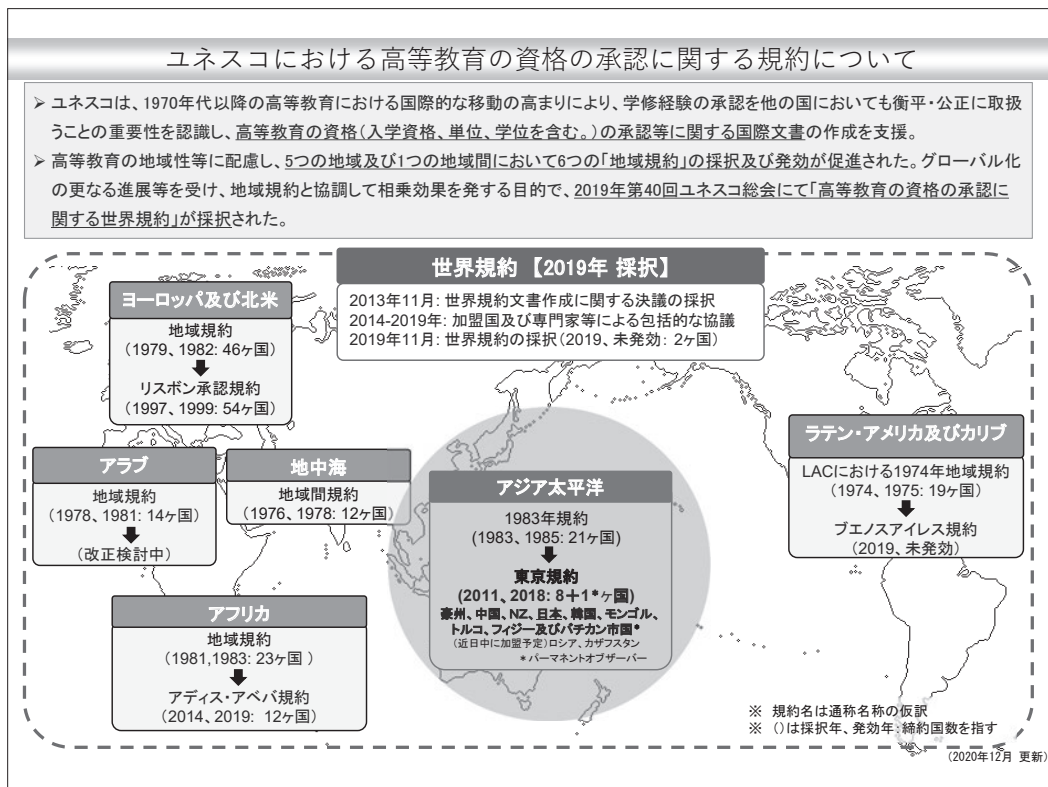 ユネスコにおける高等教育の資格の承認に関する規約について
➢ ユネスコは、1970年代以降の高等教育における国際的な移動の高まりにより、学修経験の承認を他の国においても衡平・公正に取扱
うことの重要性を認識し、高等教育の資格(入学資格、単位、学位を含む。)の承認等に関する国際文書の作成を支援。
➢ 高等教育の地域性等に配慮し、5つの地域及び1つの地域間において6つの「地域規約」の採択及び発効が促進された。グローバル化
の更なる進展等を受け、地域規約と協調して相乗効果を発する目的で、2019年第40回ユネスコ総会にて「高等教育の資格の承認に
関する世界規約」が採択された。
世界規約 【2019年 採択】
2013年11月: 世界規約文書作成に関する決議の採択
2014-2019年: 加盟国及び専門家等による包括的な協議
2019年11月: 世界規約の採択(2019、未発効: 2ヶ国)
ヨーロッパ及び北米
地域規約
(1979、1982: 46ヶ国)
リスボン承認規約
(1997、1999: 54ヶ国)
アラブ
地域規約
(1978、1981: 14ヶ国)
(改正検討中)
地中海
地域間規約
(1976、1978: 12ヶ国)
アフリカ
地域規約
(1981,1983: 23ヶ国 )
アディス・アベバ規約
(2014、2019: 12ヶ国)
アジア太平洋
1983年規約
(1983、1985: 21ヶ国)
東京規約
(2011、2018: 8+1*ヶ国)
豪州、中国、NZ、日本、韓国、モンゴル、
トルコ、フィジー及びバチカン市国*
(近日中に加盟予定)ロシア、カザフスタン
*パーマネントオブザーバー
ラテン・アメリカ及びカリブ
LACにおける1974年地域規約
(1974、1975: 19ヶ国)
ブエノスアイレス規約
(2019、未発効)
※ 規約名は通称名称の仮訳
※ ()は採択年、発効年:締約国数を指す
(2020年12月 更新)